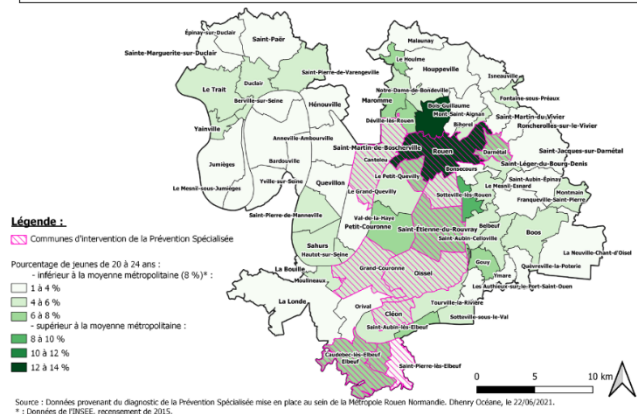 Épinay-sur-Duclair
Saint-Paër
Sainte-Marguerite-sur-Duclair
Malaunay
Le Houlme
Houppeville
Isneauville
Saint-Pierre-de-Varengeville
Duclair
Le Trait
Notre-Dame-de-Bondeville
Fontaine-sous-Préaux
Berville-sur-Seine
Hénouville
Maromme
Bois-Guillaume
Mont-Saint-Aignan
Saint-Martin-du-Vivier
Déville-lès-Rouen
Bihorel
Roncherolles-sur-le-Vivier
Yainville
Anneville-Ambourville
Saint-Martin-de-Boscherville
Rouen
Darnétal
Saint-Jacques-sur-Darnétal
Canteleu
Bonsecours
Saint-Léger-du-Bourg-Denis
Jumièges
Bardouville
Le Petit-Quevilly
Saint-Aubin-Épinay
Yville-sur-Seine
Quevillon
Le Mesnil-Esnard
Montmain
Le Mesnil-sous-Jumièges
Le Grand-Quevilly
Sotteville-lès-Rouen
Franqueville-Saint-Pierre
Saint-Pierre-de-Manneville
Val-de-la-Haye
Petit-Couronne
Saint-Étienne-du-Rouvray
Belbeuf
Boos
Sahurs
Saint-Aubin-Celloville
Hautot-sur-Seine
La Neuville-Chant-d'Oisel
Gouy
Quévreville-la-Poterie
Ymare
La Bouille
Grand-Couronne
Oissel
Moulineaux
Les Authieux-sur-le-Port-Saint-Ouen
La Londe
Orival
Tourville-la-Rivière
Cléon
Sotteville-sous-le-Val
Saint-Aubin-lès-Elbeuf
Caudebec-lès-Elbeuf
Elbeuf
Saint-Pierre-lès-Elbeuf
Légende :
Communes d'intervention de la Prévention Spécialisée
Pourcentage de jeunes de 20 à 24 ans :
- inférieur à la moyenne métropolitaine (8 %)* :
1 à 4 %
4 à 6 %
6 à 8 %
- supérieur à la moyenne métropolitaine :
8 à 10 %
10 à 12 %
12 à 14 %
0 5 10 km
Source : Données provenant du diagnostic de la Prévention Spécialisée mise en place au sein de la Métropole Rouen Normandie. Dhenry Océane, le 22/06/2021.
* : Données de l'INSEE, recensement de 2015.